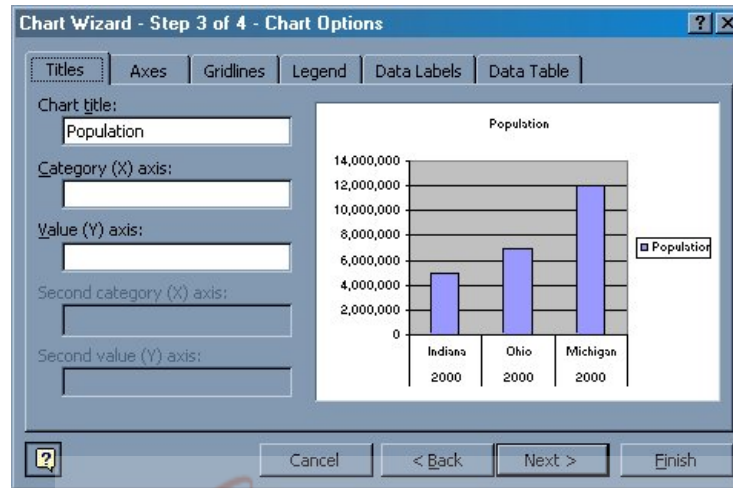 Chart Wizard - Step 3 of 4 - Chart Options
? X
Titles Axes Gridlines Legend Data Labels Data Table
Chart title:
Population
Category (X) axis:
Value (Y) axis:
Second category (X) axis:
Second value (Y) axis:
Population
14,000,000
12,000,000
10,000,000
8,000,000
6,000,000
4,000,000
2,000,000
0
Indiana Ohio Michigan
2000 2000 2000
Population
? Cancel < Back Next > Finish